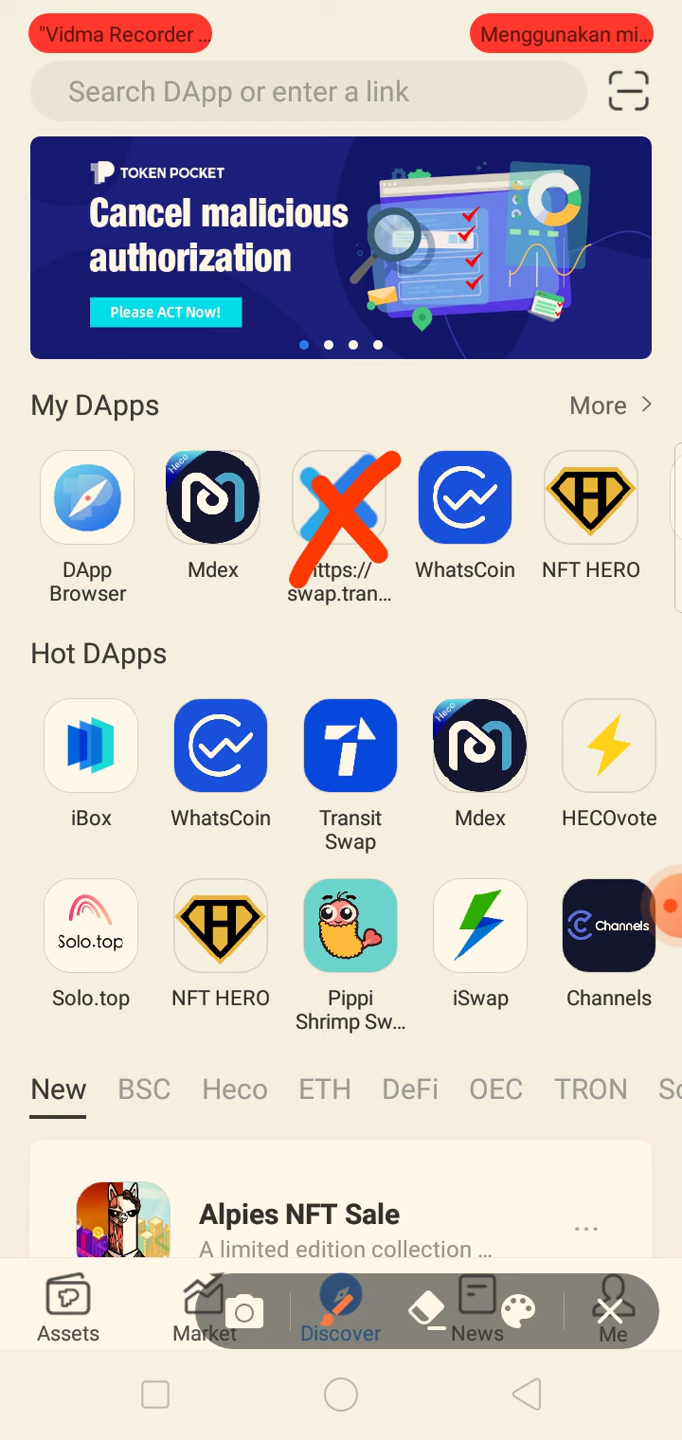 "Vidma Recorder ...
Menggunakan mi...
Search DApp or enter a link
TOKEN POCKET
Cancel malicious
authorization
Please ACT Now!
My DApps
More
Heco
DApp
Browser
Mdex
https://
swap.tran...
WhatsCoin
NFT HERO
Hot DApps
Heco
iBox
WhatsCoin
Transit
Swap
Mdex
HECOvote
Solo.top
Channels
Solo.top
NFT HERO
Pippi
Shrimp Sw...
iSwap
Channels
New
BSC
Heco
ETH
DeFi
OEC
TRON
Alpies NFT Sale
A limited edition collection ...
Assets
Market
Discover
News
Me